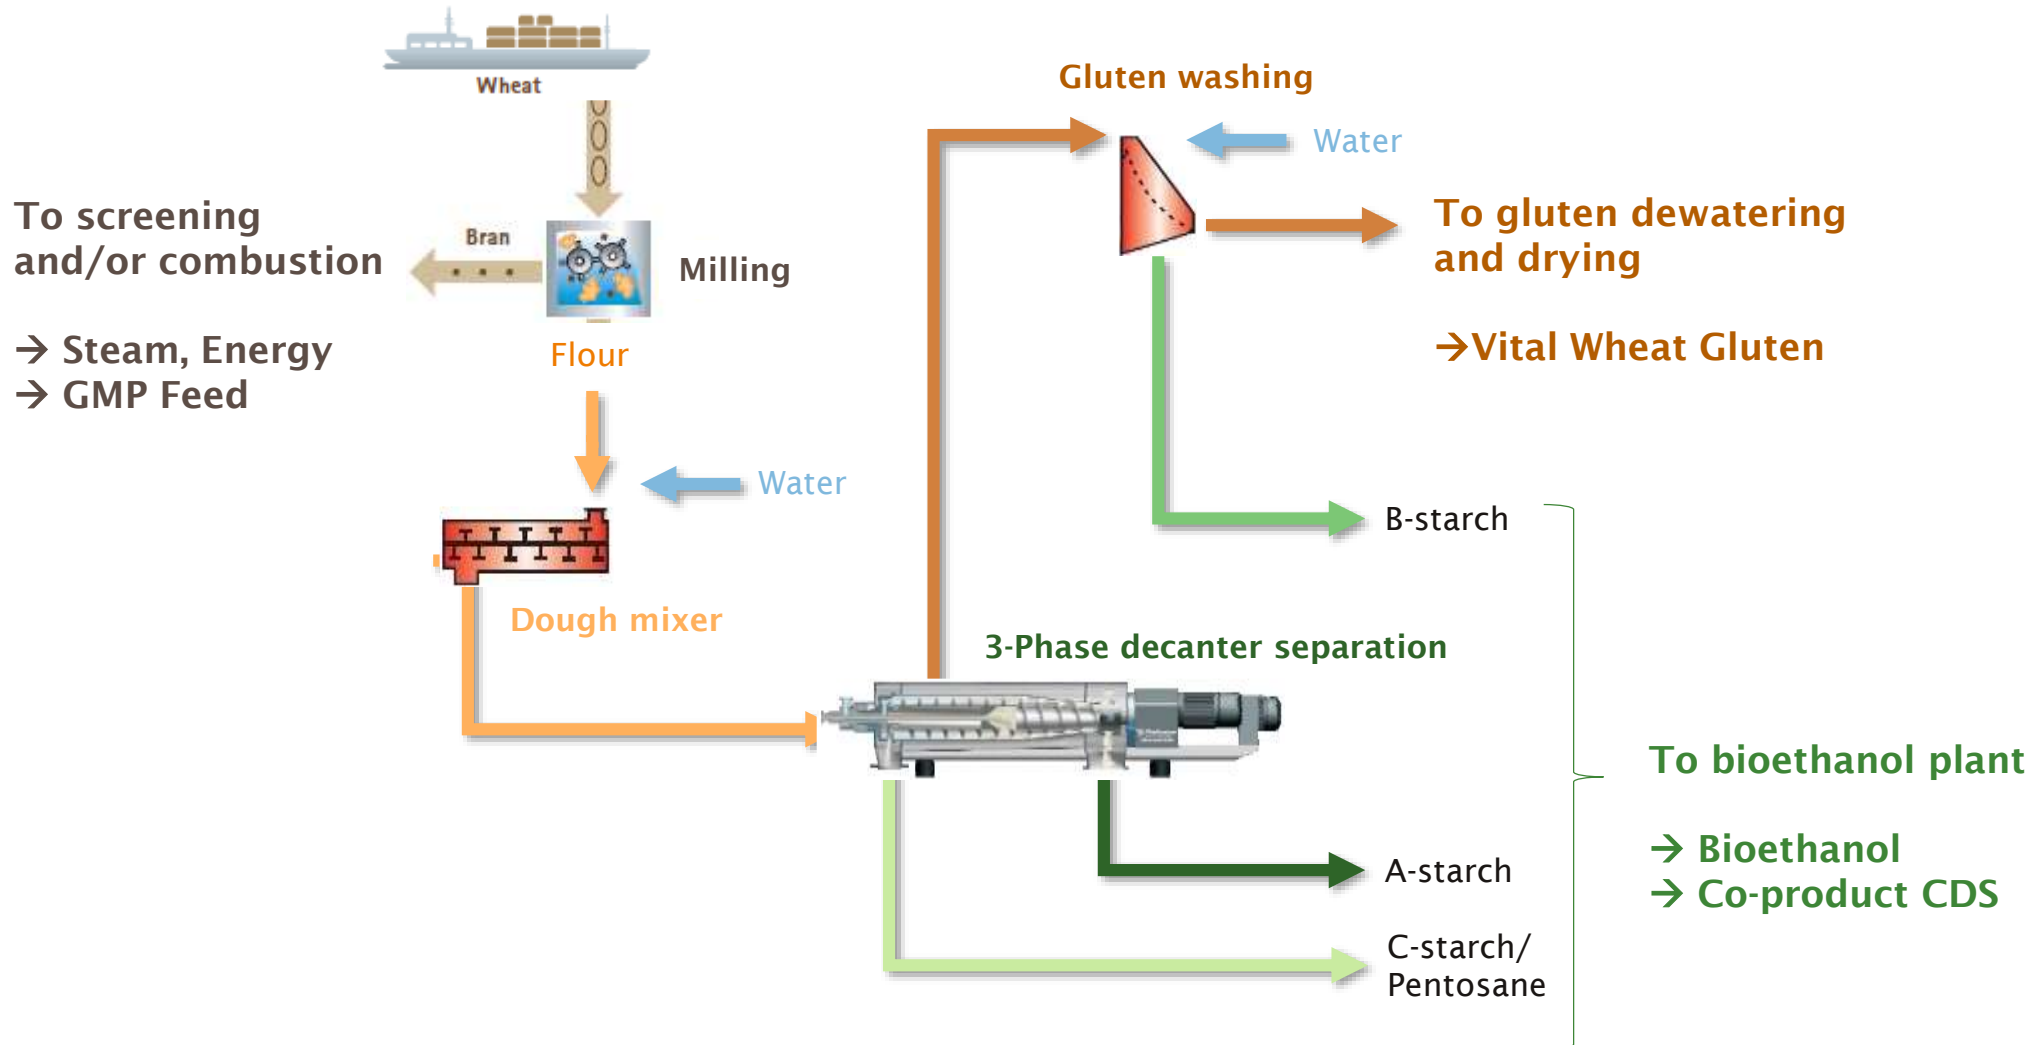 Wheat
Gluten washing
Water
To screening
and/or combustion
Bran
Milling
To gluten dewatering
and drying
→ Steam, Energy
→ GMP Feed
Flour
→Vital Wheat Gluten
Water
B-starch
Dough mixer
3-Phase decanter separation
To bioethanol plant
→ Bioethanol
→ Co-product CDS
A-starch
C-starch/
Pentosane